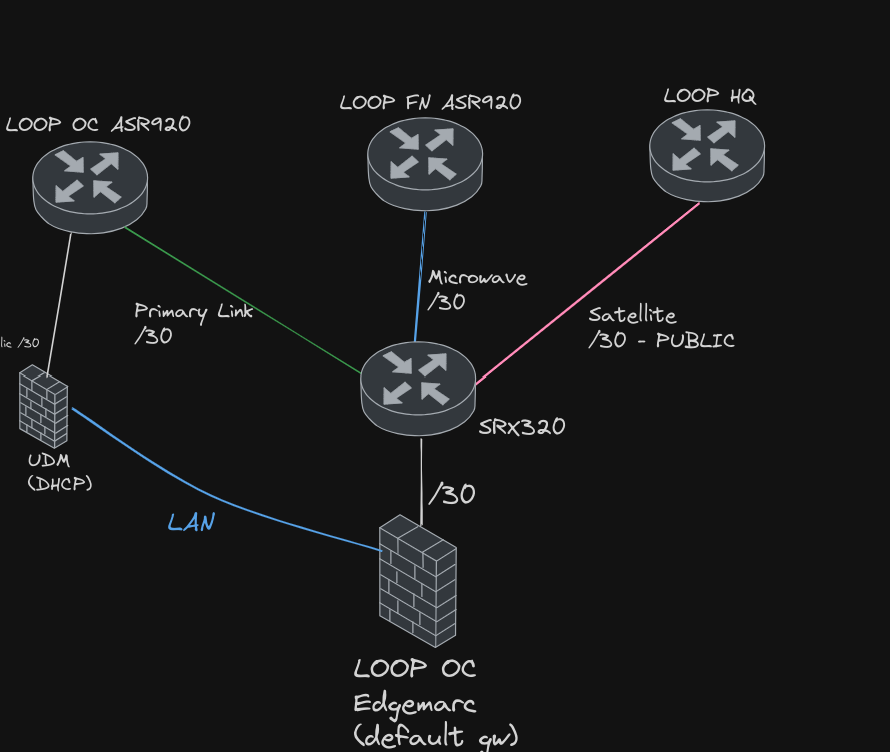 LOOP FN ASR920
LOOP HQ
LOOP OC ASR920
Microwave
/30
Primary Link
/30
Satellite
/30 - PUBLIC
lic /30
SRX320
UDM
(DHCP)
/30
LAN
LOOP OC
Edgemarc
(default gw)